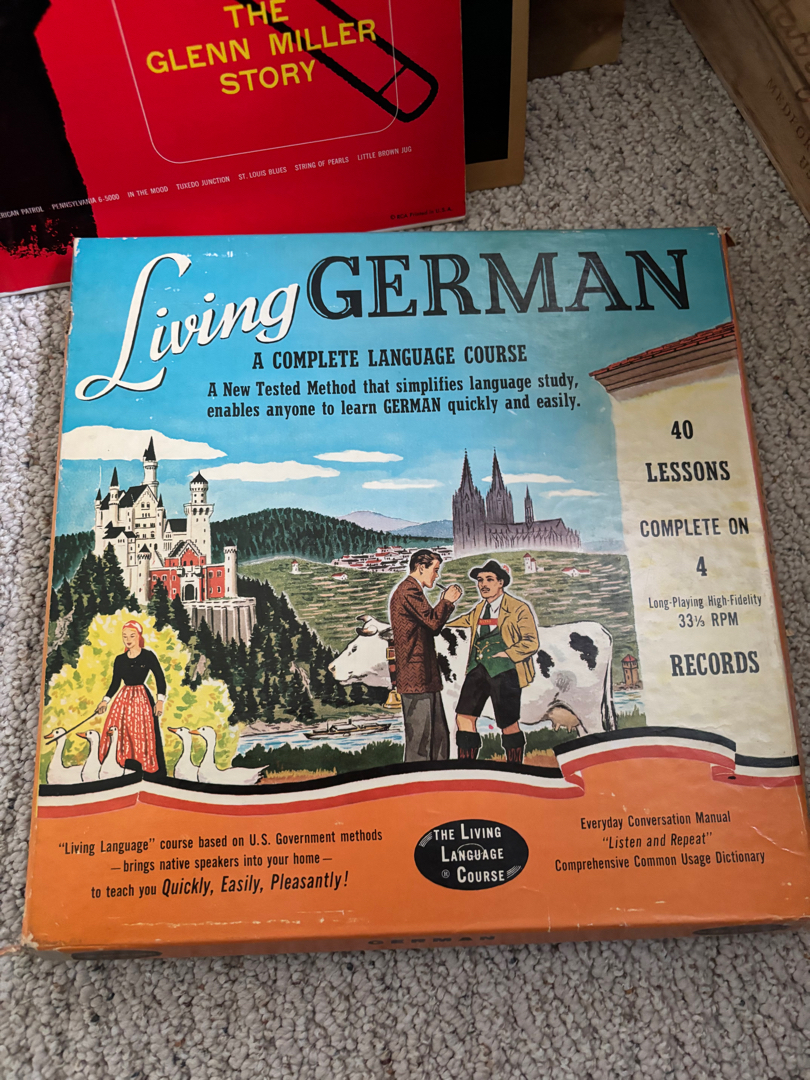 THE
GLENN MILLER
STORY
PENNSYLVANIA 6-5000 IN THE MOOD TUXEDO JUNCTION ST. LOUIS BLUES STRING OF PEARLS LITTLE BROWN JUG
Living GERMAN
A COMPLETE LANGUAGE COURSE
A New Tested Method that simplifies language study,
enables anyone to learn GERMAN quickly and easily.
40
LESSONS
COMPLETE ON
4
Long-Playing High-Fidelity
33⅓ RPM
RECORDS
"Living Language" course based on U.S. Government methods
—brings native speakers into your home—
to teach you Quickly, Easily, Pleasantly!
THE LIVING
LANGUAGE
® COURSE
Everyday Conversation Manual
"Listen and Repeat"
Comprehensive Common Usage Dictionary
GERMAN